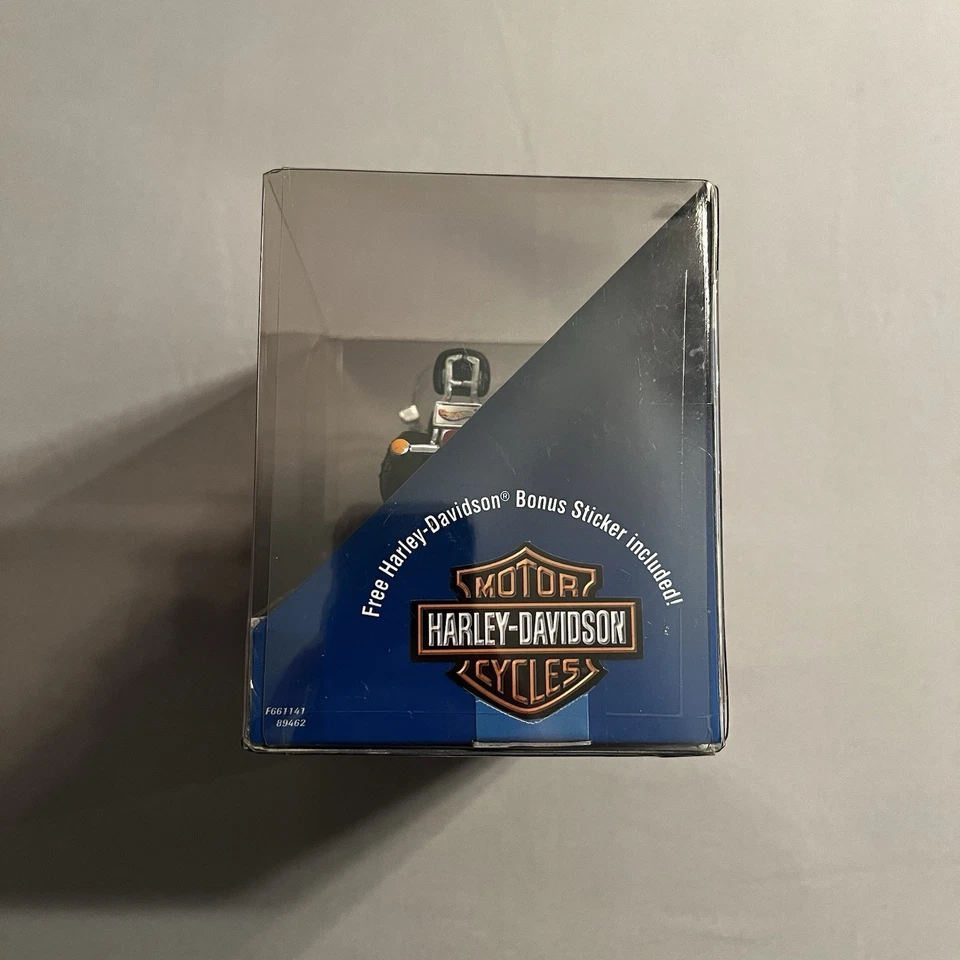 Free Harley-Davidson® Bonus Sticker included!
MOTOR
HARLEY-DAVIDSON
CYCLES
F661141
89462